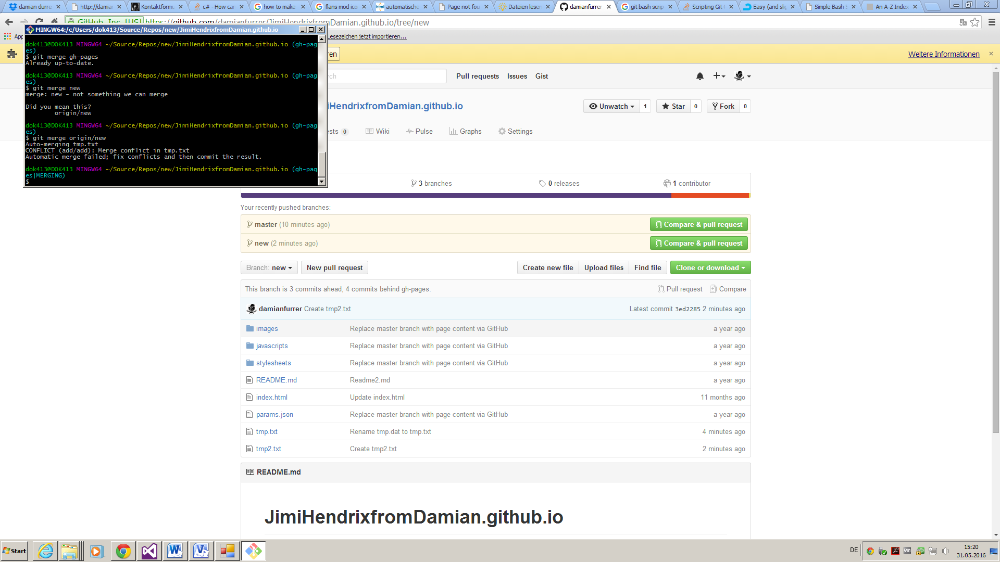 damian durre
http://damia
Kontaktformu
c# - How can
how to make
flans mod ico
automatische
Page not fou
Dateien leser
damianfurrer
git bash scrip
Scripting Git
Easy (and sli
Simple Bash S
An A-Z Index
GitHub, Inc. [US] https://github.com/damianfurrer/JimiHendrixfromDamian.github.io/tree/new
App
Lesezeichen jetzt importieren...
ren
Weitere Informationen
MINGW64:/c/Users/dok413/Source/Repos/new/JimiHendrixfromDamian.github.io
dok413@DOK413 MINGW64 ~/Source/Repos/new/JimiHendrixfromDamian.github.io (gh-pag
es)
$ git merge gh-pages
Already up-to-date.
dok413@DOK413 MINGW64 ~/Source/Repos/new/JimiHendrixfromDamian.github.io (gh-pag
es)
$ git merge new
merge: new - not something we can merge
Did you mean this?
origin/new
dok413@DOK413 MINGW64 ~/Source/Repos/new/JimiHendrixfromDamian.github.io (gh-pag
es)
$ git merge origin/new
Auto-merging tmp.txt
CONFLICT (add/add): Merge conflict in tmp.txt
Automatic merge failed; fix conflicts and then commit the result.
dok413@DOK413 MINGW64 ~/Source/Repos/new/JimiHendrixfromDamian.github.io (gh-pag
es|MERGING)
$
rch
Pull requests Issues Gist
iHendrixfromDamian.github.io
Unwatch 1 Star 0 Fork 0
sts 0 Wiki Pulse Graphs Settings
3 branches 0 releases 1 contributor
Your recently pushed branches:
master (10 minutes ago) Compare & pull request
new (2 minutes ago) Compare & pull request
Branch: new New pull request Create new file Upload files Find file Clone or download
This branch is 3 commits ahead, 4 commits behind gh-pages. Pull request Compare
damianfurrer Create tmp2.txt Latest commit 3ed2285 2 minutes ago
images Replace master branch with page content via GitHub a year ago
javascripts Replace master branch with page content via GitHub a year ago
stylesheets Replace master branch with page content via GitHub a year ago
README.md Readme2.md a year ago
index.html Update index.html 11 months ago
params.json Replace master branch with page content via GitHub a year ago
tmp.txt Rename tmp.dat to tmp.txt 4 minutes ago
tmp2.txt Create tmp2.txt 2 minutes ago
README.md
JimiHendrixfromDamian.github.io
Start
DE
15:20
31.05.2016